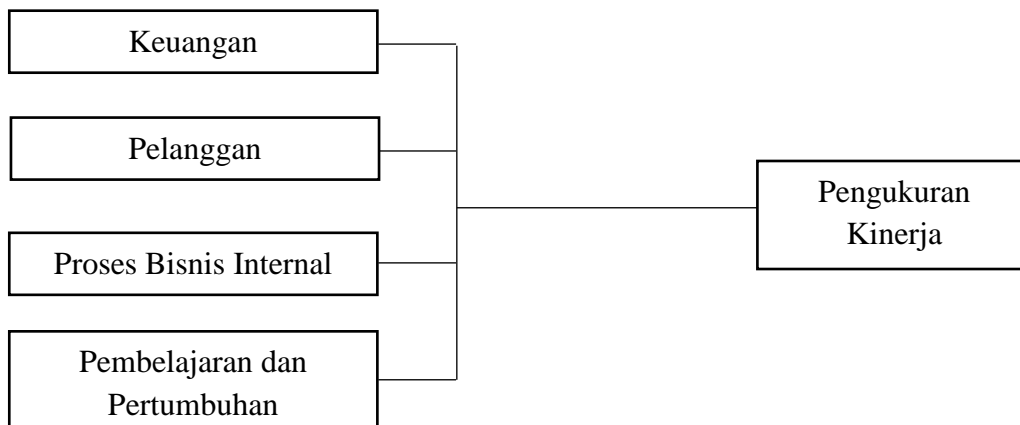 Keuangan
Pelanggan
Proses Bisnis Internal
Pembelajaran dan
Pertumbuhan
Pengukuran
Kinerja